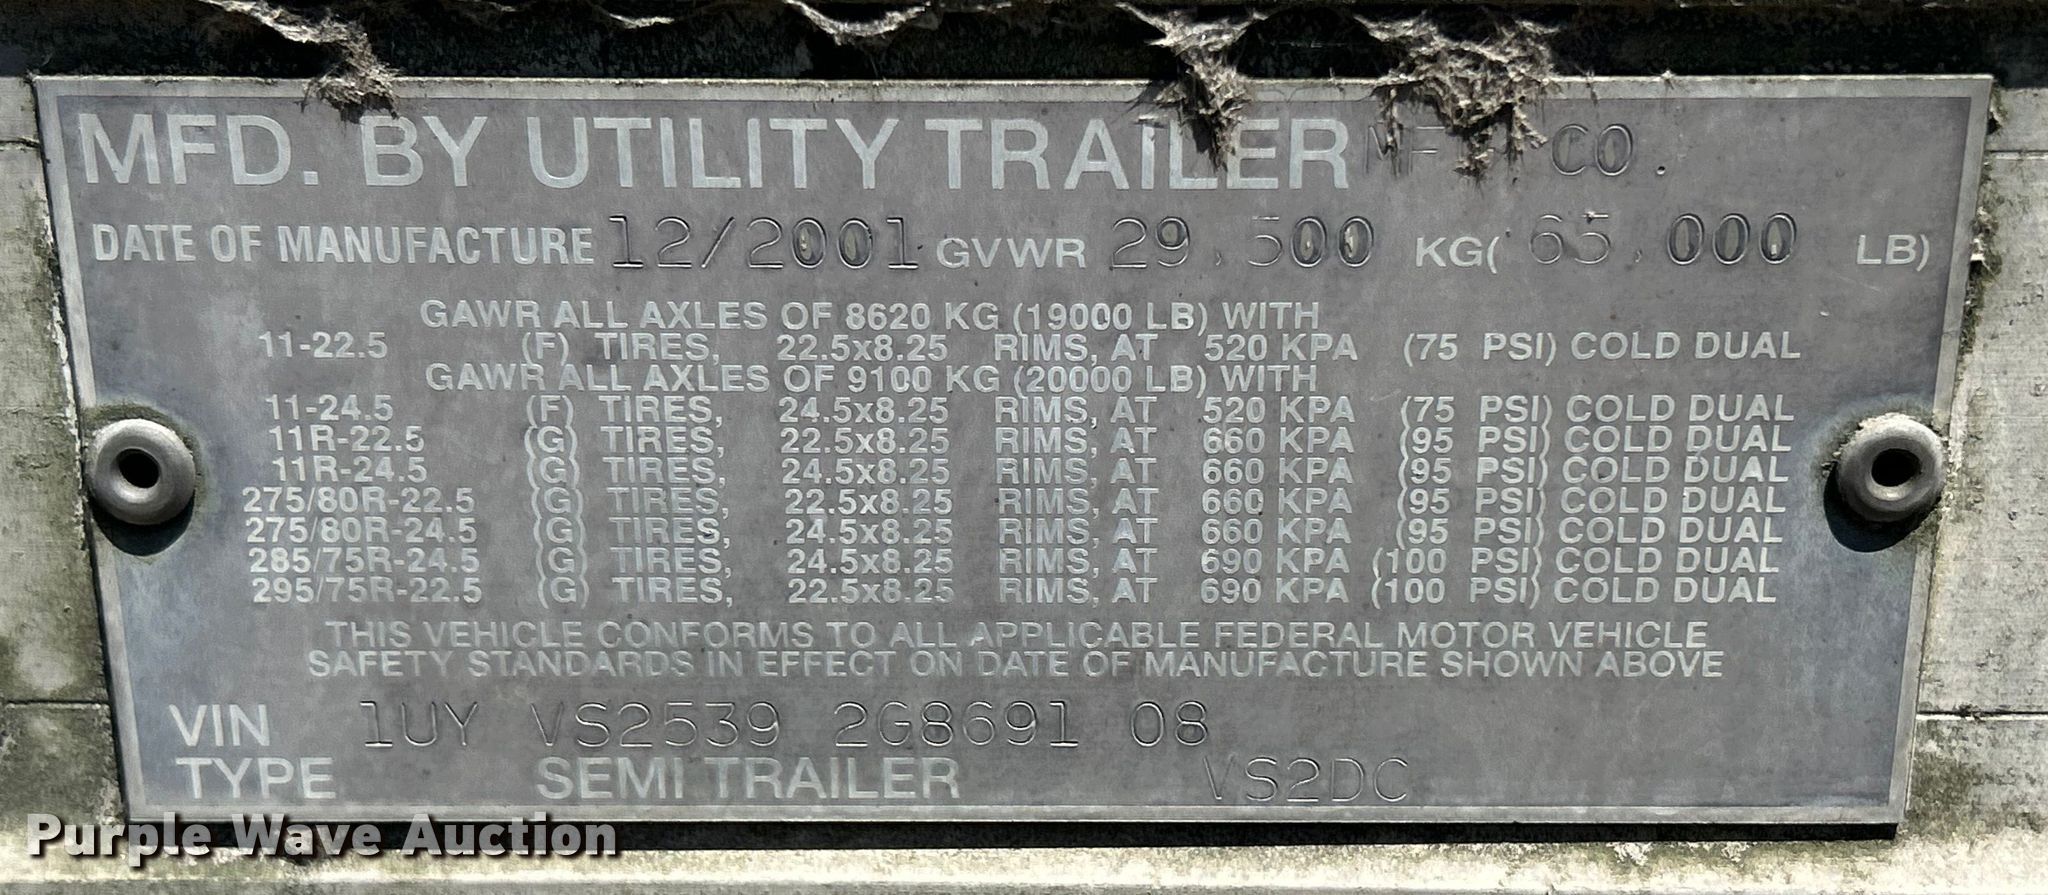 MFD. BY UTILITY TRAILER CO.
DATE OF MANUFACTURE 12/2001 GVWR 29,500 KG( 65,000 LB)
GAWR ALL AXLES OF 8620 KG (19000 LB) WITH
11-22.5 (F) TIRES, 22.5x8.25 RIMS, AT 520 KPA (75 PSI) COLD DUAL
GAWR ALL AXLES OF 9100 KG (20000 LB) WITH
11-24.5 (F) TIRES, 24.5x8.25 RIMS, AT 520 KPA (75 PSI) COLD DUAL
11R-22.5 (G) TIRES, 22.5x8.25 RIMS, AT 660 KPA (95 PSI) COLD DUAL
11R-24.5 (G) TIRES, 24.5x8.25 RIMS, AT 660 KPA (95 PSI) COLD DUAL
275/80R-22.5 (G) TIRES, 22.5x8.25 RIMS, AT 660 KPA (95 PSI) COLD DUAL
275/80R-24.5 (G) TIRES, 24.5x8.25 RIMS, AT 660 KPA (95 PSI) COLD DUAL
285/75R-24.5 (G) TIRES, 24.5x8.25 RIMS, AT 690 KPA (100 PSI) COLD DUAL
295/75R-22.5 (G) TIRES, 22.5x8.25 RIMS, AT 690 KPA (100 PSI) COLD DUAL
THIS VEHICLE CONFORMS TO ALL APPLICABLE FEDERAL MOTOR VEHICLE
SAFETY STANDARDS IN EFFECT ON DATE OF MANUFACTURE SHOWN ABOVE
VIN 1UY VS2539 2G8691 08
TYPE SEMI TRAILER VS2DC
Purple Wave Auction